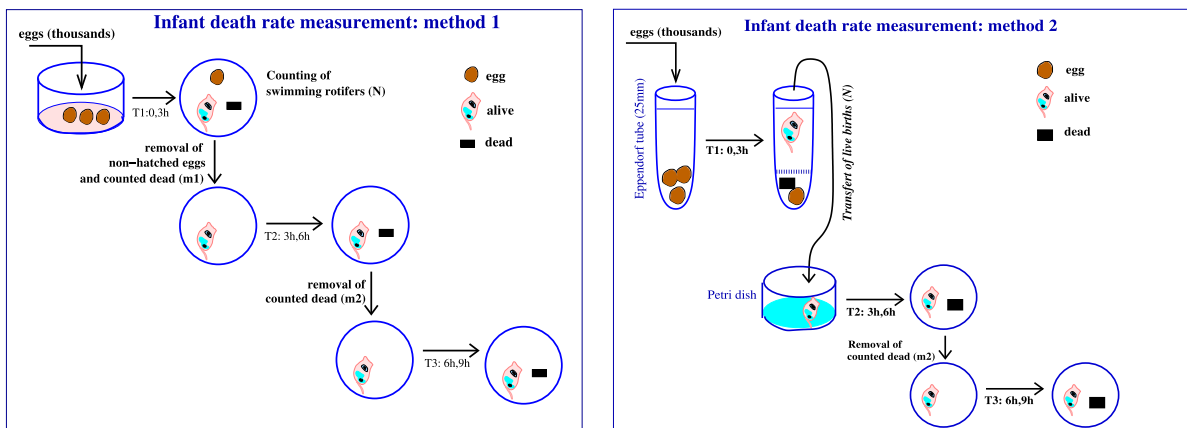 Infant death rate measurement: method 1
eggs (thousands)
T1:0,3h
Counting of
swimming rotifers (N)
egg
alive
dead
removal of
non−hatched eggs
and counted dead (m1)
T2: 3h,6h
removal of
counted dead (m2)
T3: 6h,9h
Infant death rate measurement: method 2
eggs (thousands)
Eppendorf tube (25mm)
T1: 0,3h
Transfert of live births (N)
egg
alive
dead
Petri dish
T2: 3h,6h
Removal of
counted dead (m2)
T3: 6h,9h